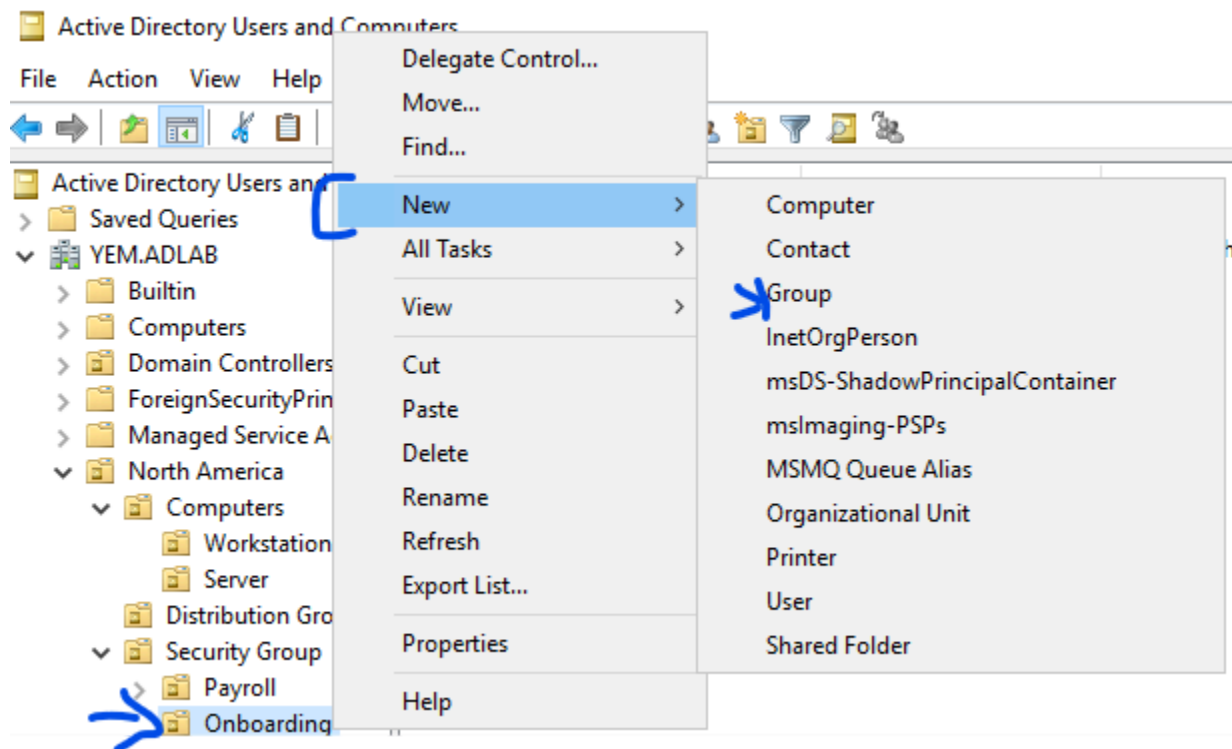 Active Directory Users and Computers
File Action View Help
Active Directory Users and
Saved Queries
YEM.ADLAB
Builtin
Computers
Domain Controllers
ForeignSecurityPrin
Managed Service A
North America
Computers
Workstation
Server
Distribution Gro
Security Group
Payroll
Onboarding
Delegate Control...
Move...
Find...
New
All Tasks
View
Cut
Paste
Delete
Rename
Refresh
Export List...
Properties
Help
Computer
Contact
Group
InetOrgPerson
msDS-ShadowPrincipalContainer
msImaging-PSPs
MSMQ Queue Alias
Organizational Unit
Printer
User
Shared Folder